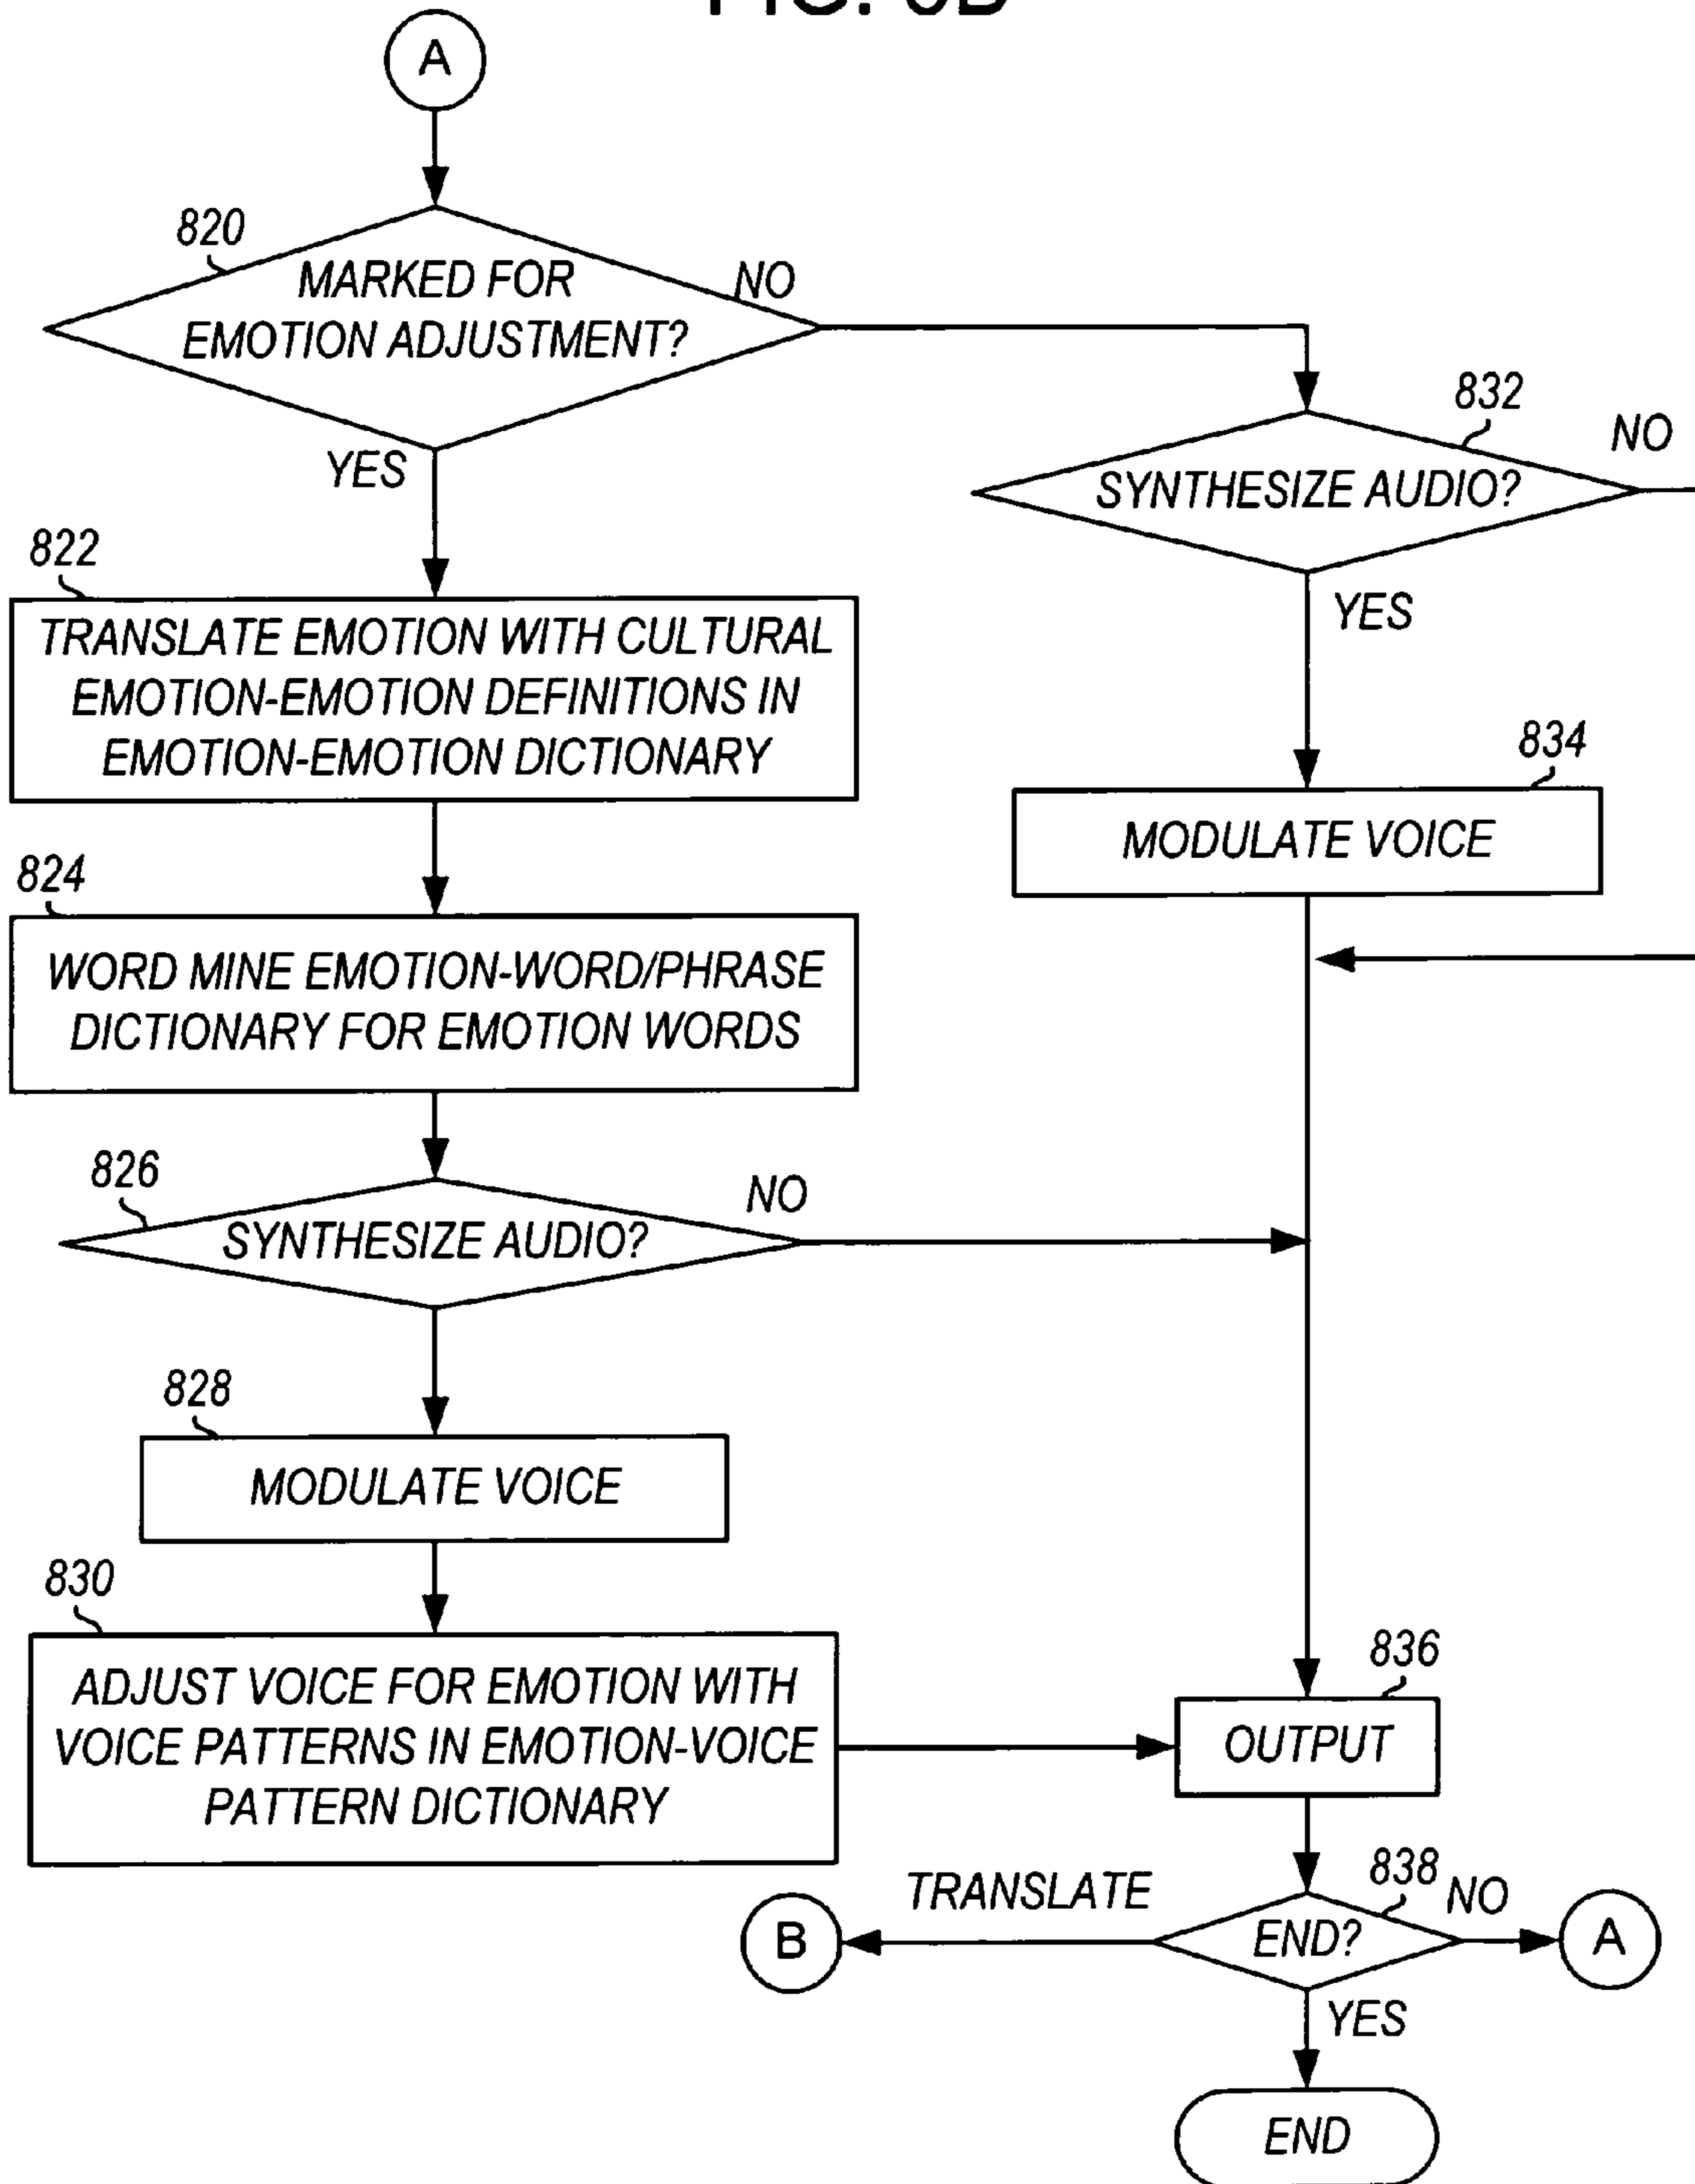 A
820
MARKED FOR
EMOTION ADJUSTMENT?
NO
YES
832
SYNTHESIZE AUDIO?
NO
YES
822
TRANSLATE EMOTION WITH CULTURAL
EMOTION-EMOTION DEFINITIONS IN
EMOTION-EMOTION DICTIONARY
834
MODULATE VOICE
824
WORD MINE EMOTION-WORD/PHRASE
DICTIONARY FOR EMOTION WORDS
826
SYNTHESIZE AUDIO?
NO
828
MODULATE VOICE
830
ADJUST VOICE FOR EMOTION WITH
VOICE PATTERNS IN EMOTION-VOICE
PATTERN DICTIONARY
836
OUTPUT
838
TRANSLATE
B
END?
NO
A
YES
END